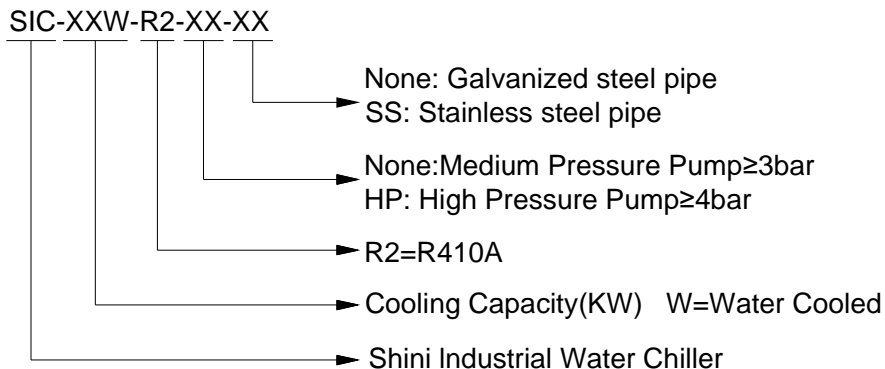 SIC-XXW-R2-XX-XX
None: Galvanized steel pipe
SS: Stainless steel pipe
None:Medium Pressure Pump≥3bar
HP: High Pressure Pump≥4bar
R2=R410A
Cooling Capacity(KW) W=Water Cooled
Shini Industrial Water Chiller